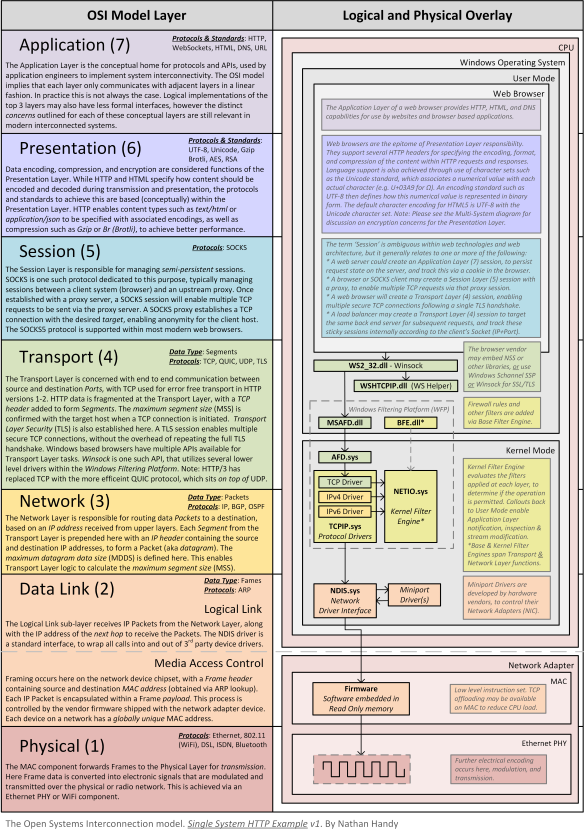 OSI Model Layer
Logical and Physical Overlay
Application (7)
Protocols & Standards: HTTP,
WebSockets, HTML, DNS, URL
The Application Layer is the conceptual home for protocols and APIs, used by
application engineers to implement system interconectivity. The OSI model
implies that each layer only communicates with adjacent layers in a linear
fashion. In practice this is not always the case. Logical implementations of the
top 3 layers may also have less formal interfaces, however the distinct
concerns outlined for each of these conceptual layers are still relevant in
modern interconnected systems.
Presentation (6)
Protocols & Standards:
UTF-8, Unicode, Gzip
Brotli, AES, RSA
Data encoding, compression, and encryption are considered functions of the
Presentation Layer. While HTTP and HTML specify how content should be
encoded and decoded during transmission and presentation, the protocols
and standards to achieve this are based (conceptually) within the Presentation
Layer. HTTP enables content types such as text/html or
application/json to be specified with associated encodings, as well as
compression such as Gzip or Br (Brotli), to achieve better performance.
Session (5)
Protocols: SOCKS
The Session Layer is responsible for managing semi-persistent sessions.
SOCKS is one such protocol dedicated to this purpose, typically managing
sessions between a client system (browser) and an upstream proxy. Once
established with a proxy server, a SOCKS session will enable multiple TCP
requests to be sent via the proxy server. A SOCKS proxy establishes a TCP
connection with the desired target, enabling anonymity for the client host.
The SOCKS5 protocol is supported within most modern web browsers.
Transport (4)
Data Type: Segments
Protocols: TCP, QUIC, UDP, TLS
The Transport Layer is concerned with end to end communication between
source and destination Ports, with TCP used for error free transport in HTTP
versions 1-2. HTTP data is fragmented at the Transport Layer, with a TCP
header added to form Segments. The maximum segment size (MSS) is
confirmed with the target host when a TCP connection is initiated. Transport
Layer Security (TLS) is also established here. A TLS session enables multiple
secure TCP connections, without the overhead of repeating the full TLS
handshake. Windows based browsers have multiple APIs available for
Transport Layer tasks. Winsock is one such API, that utilizes several lower
level drivers within the Windows Filtering Platform. Note: HTTP/3 has
replaced TCP with the more efficent QUIC protocol, which sits on top of UDP.
Network (3)
Data Type: Packets
Protocols: IP, BGP, OSPF
The Network Layer is responsible for routing data Packets to a destination,
based on an IP address received from upper layers. Each Segment from the
Transport Layer is prepended here with an IP header containing the source
and destination IP addresses, to form a Packet (aka datagram). The
maximum datagram data size (MDDS) is defined here. This enables
Transport Layer logic to calculate the maximum segment size (MSS).
Data Link (2)
Data Type: Fames
Protocols: ARP
Logical Link
The Logical Link sub-layer receives IP Packets from the Network Layer, along
with the IP address of the next hop to receive the Packets. The NDIS driver is
a standard interface, to wrap all calls into and out of 3rd party device drivers.
Media Access Control
Framing occurs here on the network device chipset, with a Frame header
containing source and destination MAC address (obtained via ARP lookup).
Each IP Packet is encapsulated within a Frame payload. This process is
controlled by the vendor firmware shipped with the network adapter device.
Each device on a network has a globally unique MAC address.
Physical (1)
Protocols: Ethernet, 802.11
(WiFi), DSL, ISDN, Bluetooth
The MAC component forwards Frames to the Physical Layer for transmission.
Here Frame data is converted into electronic signals that are modulated and
transmitted over the physical or radio network. This is achieved via an
Ethernet PHY or WiFi component.
CPU
Windows Operating System
User Mode
Web Browser
The Application Layer of a web browser provides HTTP, HTML, and DNS
capabilities for use by websites and browser based applications.
Web browsers are the epitome of Presentation Layer responsibility.
They support several HTTP headers for specifying the encoding, format,
and compression of the content within HTTP requests and responses.
Language support is also achieved through use of character sets such
as the Unicode standard, which associates a numerical value with each
actual character (e.g. U+03A9 for Ω). An encoding standard such as
UTF-8 then defines how this numerical value is represented in binary
form. The default character encoding for HTML5 is UTF-8 with the
Unicode character set. Note: Please see the Multi-System diagram for
discussion on encryption concerns for the Presentation Layer.
The term 'Session' is ambiguous within web technologies and web
architecture, but it generally relates to one or more of the following:
* A web server could create an Application Layer (7) session, to persist
request state on the server, and track this via a cookie in the browser.
* A browser or SOCKS client may create a Session Layer (5) session with
a proxy, to enable multiple TCP requests via that proxy session.
* A web browser will create a Transport Layer (4) session, enabling
multiple secure TCP connections following a single TLS handshake.
* A load balancer may create a Transport Layer (4) session to target
the same back end server for subsequent requests, and track these
sticky sessions internally according to the client's Socket (IP+Port).
WS2_32.dll - Winsock
WSHTCPIP.dll (WS Helper)
The browser vendor
may embed NSS or
other libraries, or use
Windows Schannel SSP
or Winsock for SSL/TLS
Windows Filtering Platform (WFP)
MSAFD.dll
BFE.dll*
Firewall rules and
other filters are added
via Base Filter Engine.
Kernel Mode
AFD.sys
TCP Driver
IPv4 Driver
IPv6 Driver
TCPIP.sys
Protocol Drivers
NETIO.sys
Kernel Filter
Engine*
Kernel Filter Engine
evaluates the filters
applied at each layer, to
determine if the operation
is permitted. Callouts back
to User Mode enable
Application Layer
notification, inspection &
stream modification.
*Base & Kernel Filter
Engines span Transport &
Network Layer functions.
NDIS.sys
Network
Driver Interface
Miniport
Driver(s)
Miniport Drivers are
developed by hardware
vendors, to control their
Network Adapters (NIC).
Network Adapter
MAC
Firmware
Software embedded in
Read Only memory
Low level instruction set. TCP
offloading may be available
on MAC to reduce CPU load.
Ethernet PHY
Further electrical encoding
occurs here, modulation, and
transmission.
The Open Systems Interconnection model. Single System HTTP Example v1. By Nathan Handy